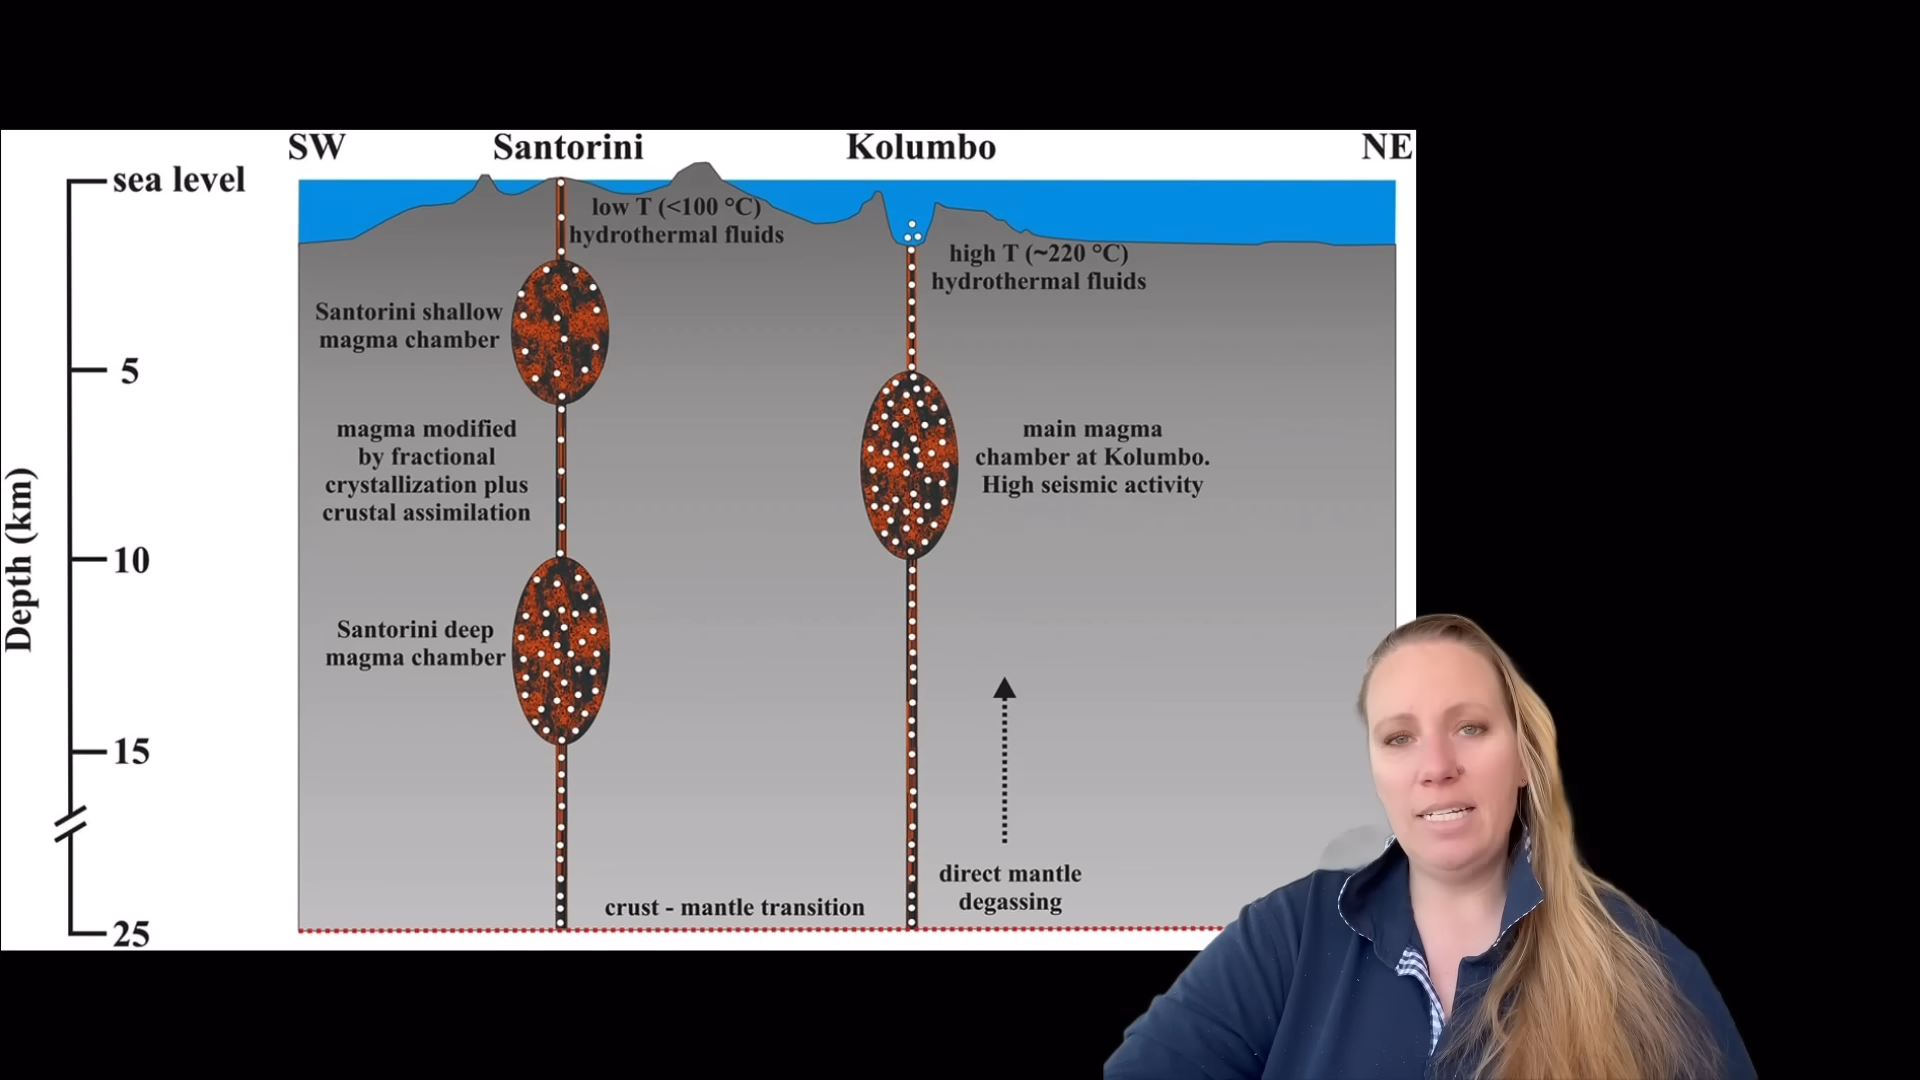 SW
Santorini
Kolumbo
NE
sea level
low T (<100 °C)
hydrothermal fluids
high T (~220 °C)
hydrothermal fluids
Santorini shallow
magma chamber
5
magma modified
by fractional
crystallization plus
crustal assimilation
main magma
chamber at Kolumbo.
High seismic activity
Depth (km)
10
Santorini deep
magma chamber
15
direct mantle
degassing
crust - mantle transition
25